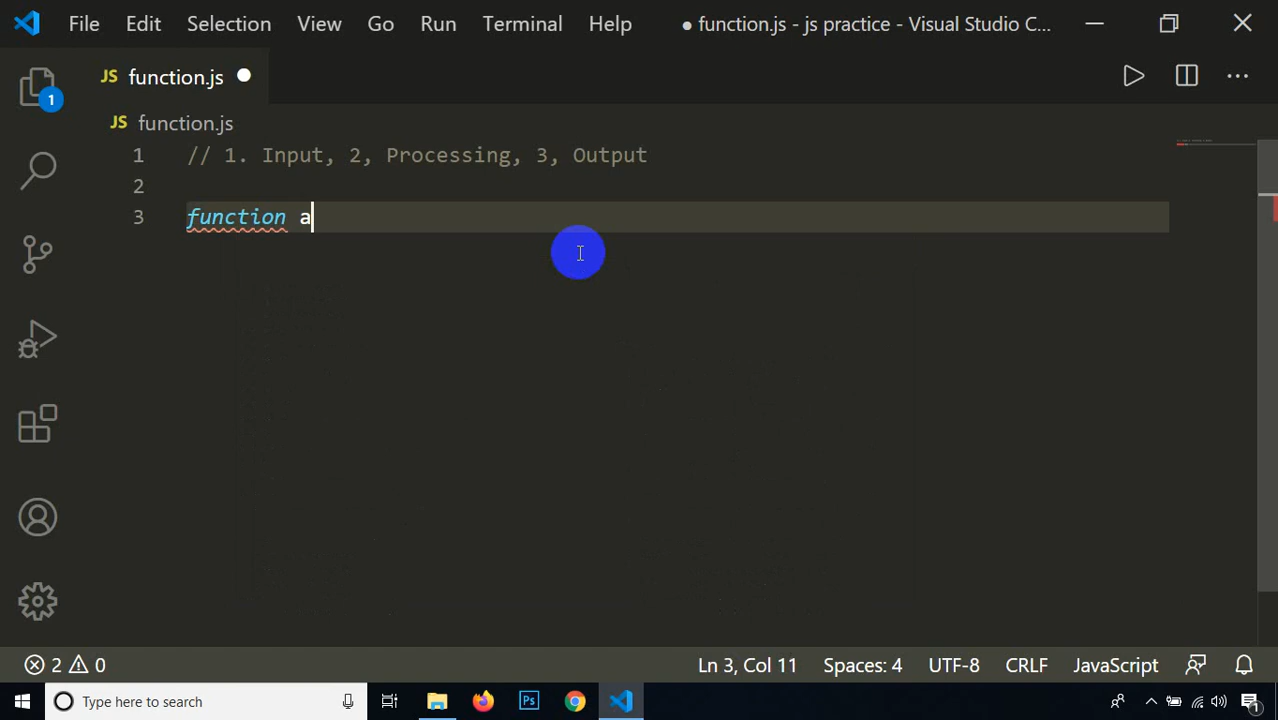 File Edit Selection View Go Run Terminal Help ● function.js - js practice - Visual Studio C...
JS function.js
1
JS function.js
1 // 1. Input, 2, Processing, 3, Output
2
3 function a
2 0 Ln 3, Col 11 Spaces: 4 UTF-8 CRLF JavaScript
Type here to search Ps 1